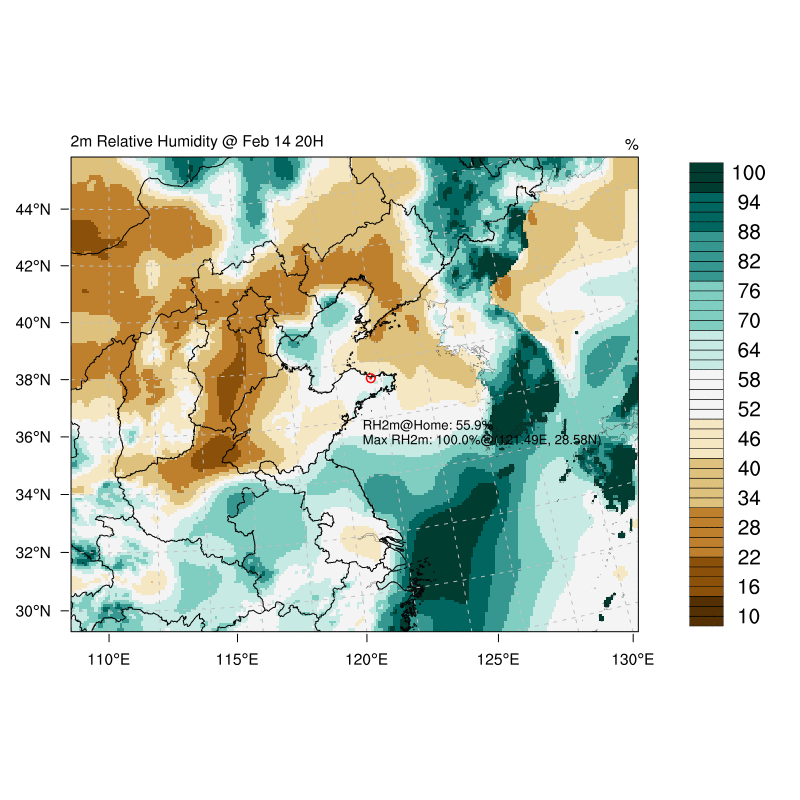 2m Relative Humidity @ Feb 14 20H
%
100
94
88
82
76
70
64
58
52
46
40
34
28
22
16
10
44°N
42°N
40°N
38°N
36°N
34°N
32°N
30°N
RH2m@Home: 55.9%
Max RH2m: 100.0%@(121.49E, 28.58N)
110°E 115°E 120°E 125°E 130°E